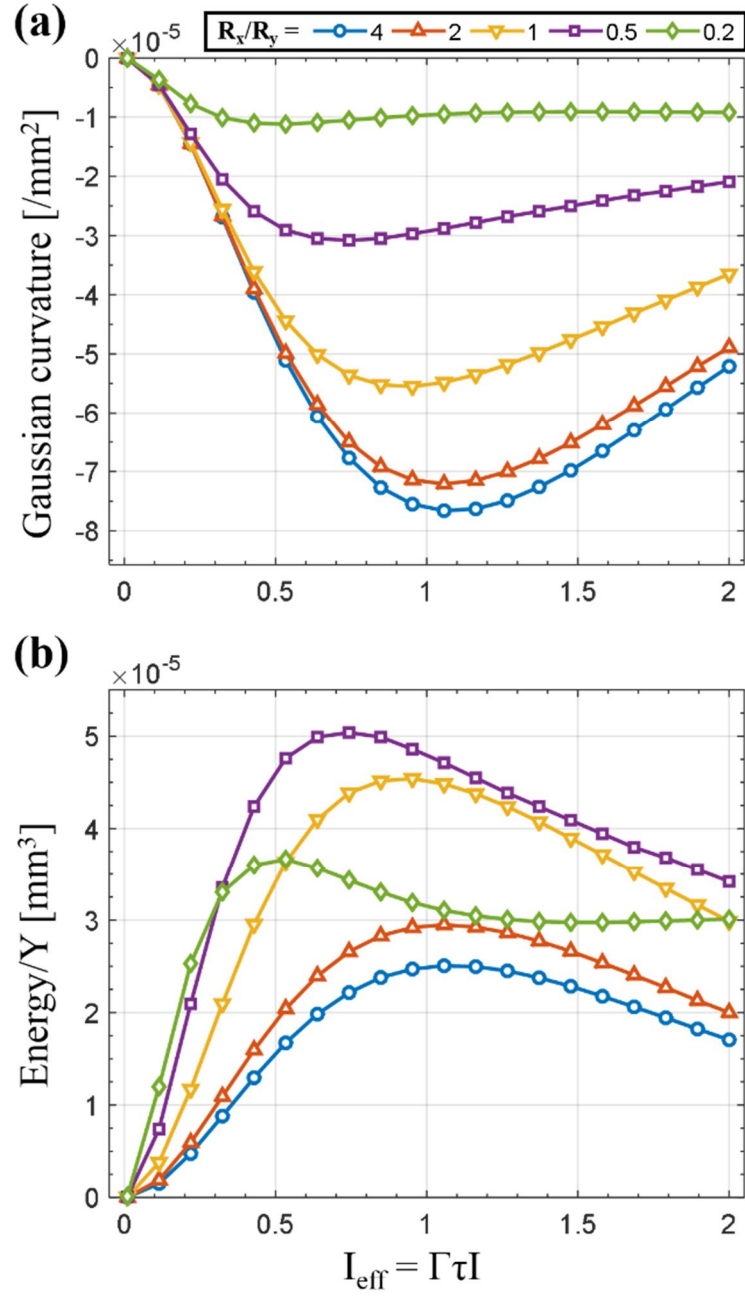 (a)
×10-5
Rx/Ry = 4 2 1 0.5 0.2
0
-1
-2
-3
-4
-5
-6
-7
-8
Gaussian curvature [/mm²]
0 0.5 1 1.5 2
(b)
×10-5
5
4
3
2
1
0
Energy/Y [mm³]
0 0.5 1 1.5 2
Ieff = ΓτI